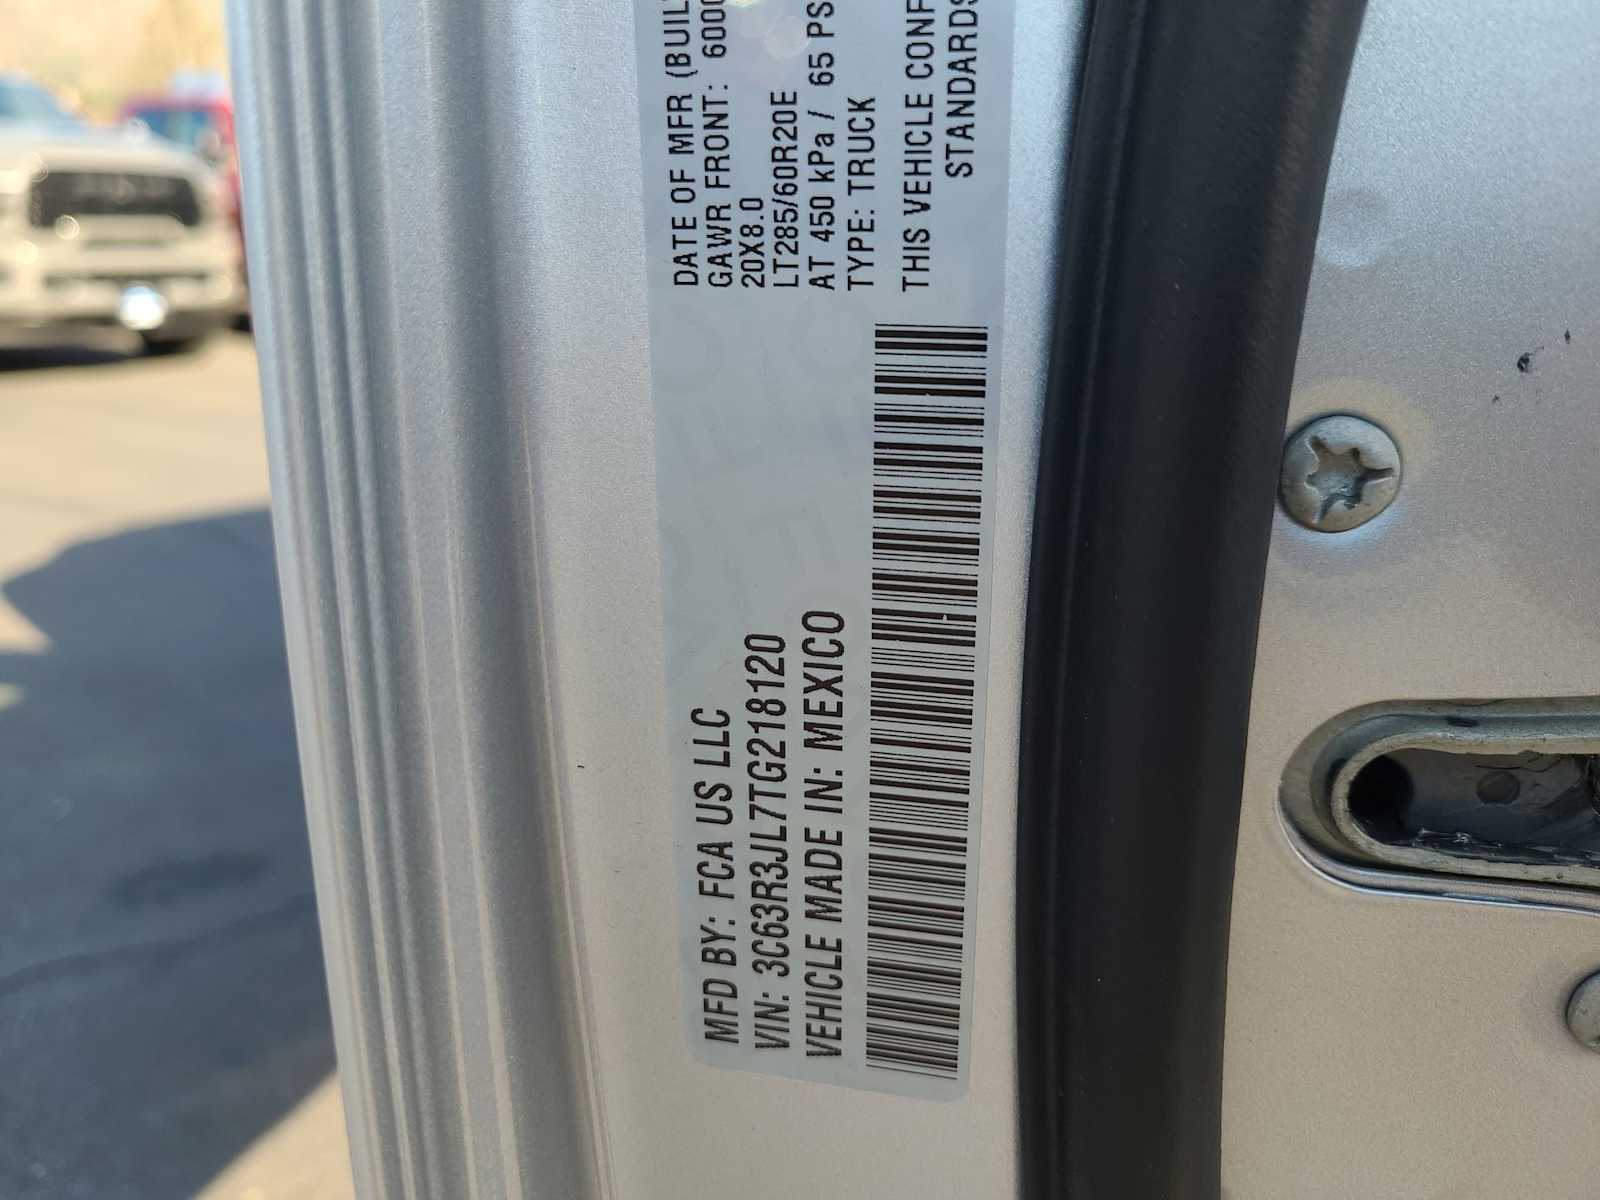 MFD BY: FCA US LLC
VIN: 3C63R3JL7TG218120
VEHICLE MADE IN: MEXICO
DATE OF MFR (BUIL
GAWR FRONT: 6000
20X8.0
LT285/60R20E
AT 450 kPa / 65 PS
TYPE: TRUCK
THIS VEHICLE CONF
STANDARDS